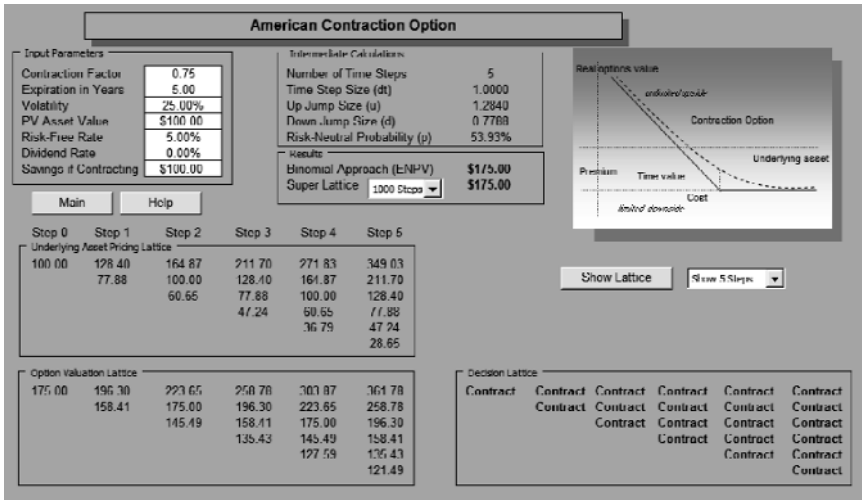 American Contraction Option
Input Parameters
Contraction Factor 0.75
Expiration in Years 5.00
Volatility 25.00%
PV Asset Value $100.00
Risk-Free Rate 5.00%
Dividend Rate 0.00%
Savings if Contracting $100.00
Intermediate Calculations
Number of Time Steps 5
Time Step Size (dt) 1.0000
Up Jump Size (u) 1.2840
Down Jump Size (d) 0.7788
Risk-Neutral Probability (p) 53.93%
Results
Binomial Approach (ENPV) $175.00
Super Lattice 1000 Steps $175.00
Real options value
unlimited upside
Contraction Option
Underlying asset
Premium Time value
Cost
limited downside
Main Help
Step 0 Step 1 Step 2 Step 3 Step 4 Step 5
Underlying Asset Pricing Lattice
100.00 128.40 164.87 211.70 271.83 349.03
77.88 100.00 128.40 164.87 211.70
60.65 77.88 100.00 128.40
47.24 60.65 77.88
36.79 47.24
28.65
Show Lattice Show 5 Steps
Option Valuation Lattice
175.00 196.30 223.65 258.78 303.87 361.78
158.41 175.00 196.30 223.65 258.78
145.49 158.41 175.00 196.30
135.43 145.49 158.41
127.59 135.43
121.49
Decision Lattice
Contract Contract Contract Contract Contract Contract
Contract Contract Contract Contract Contract
Contract Contract Contract Contract
Contract Contract Contract
Contract Contract
Contract